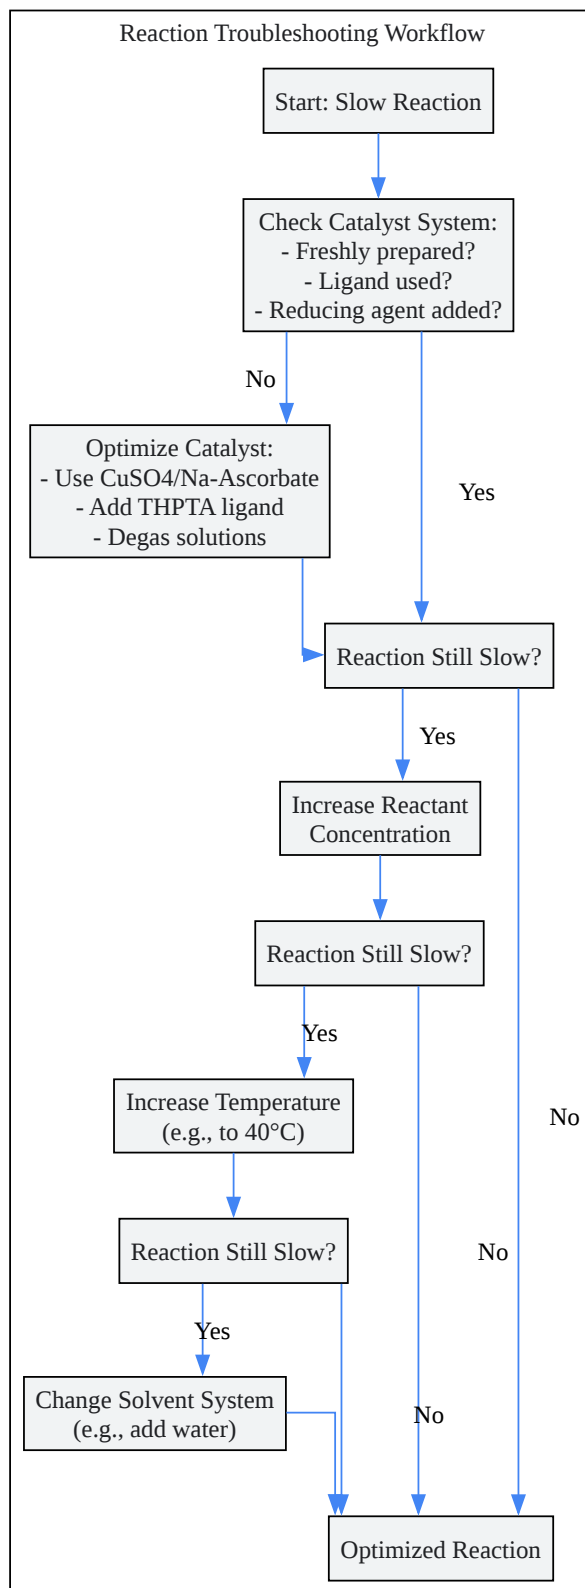 Reaction Troubleshooting Workflow
Start: Slow Reaction
Check Catalyst System:
- Freshly prepared?
- Ligand used?
- Reducing agent added?
No
Optimize Catalyst:
- Use CuSO4/Na-Ascorbate
- Add THPTA ligand
- Degas solutions
Yes
Reaction Still Slow?
Yes
Increase Reactant
Concentration
Reaction Still Slow?
Yes
Increase Temperature
(e.g., to 40°C)
No
Reaction Still Slow?
No
Yes
Change Solvent System
(e.g., add water)
No
Optimized Reaction